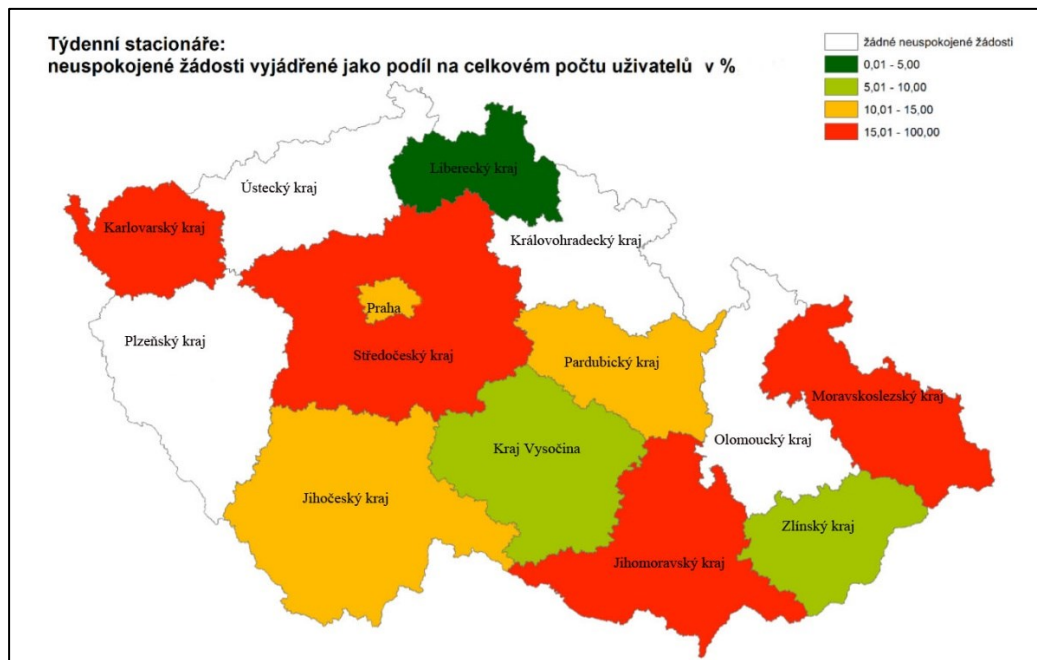 Týdenní stacionáře:
neuspokojené žádosti vyjádřené jako podíl na celkovém počtu uživatelů v %
žádné neuspokojené žádosti
0,01 - 5,00
5,01 - 10,00
10,01 - 15,00
15,01 - 100,00
Liberecký kraj
Ústecký kraj
Karlovarský kraj
Královohradecký kraj
Praha
Plzeňský kraj
Středočeský kraj
Pardubický kraj
Moravskoslezský kraj
Kraj Vysočina
Olomoucký kraj
Jihočeský kraj
Zlínský kraj
Jihomoravský kraj